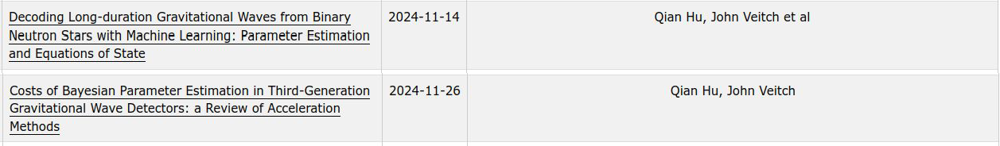 Decoding Long-duration Gravitational Waves from Binary 2024-11-14 Qian Hu, John Veitch et al
Neutron Stars with Machine Learning: Parameter Estimation
and Equations of State
Costs of Bayesian Parameter Estimation in Third-Generation 2024-11-26 Qian Hu, John Veitch
Gravitational Wave Detectors: a Review of Acceleration
Methods